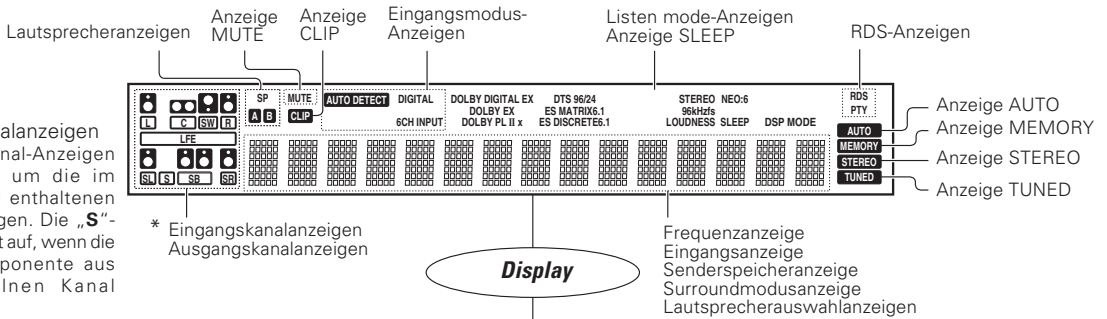 Lautsprecheranzeigen
Anzeige MUTE
Anzeige CLIP
Eingangsmodus-Anzeigen
Listen mode-Anzeigen
Anzeige SLEEP
RDS-Anzeigen
SP MUTE AUTO DETECT DIGITAL DOLBY DIGITAL EX DTS 96/24 STEREO NEO:6 RDS
DOLBY EX ES MATRIX6.1 96kHzfs PTY
A B CLIP 6CH INPUT DOLBY PL II x ES DISCRETE6.1 LOUDNESS SLEEP DSP MODE
L C SW R
LFE
SL S SB SR
AUTO
MEMORY
STEREO
TUNED
Anzeige AUTO
Anzeige MEMORY
Anzeige STEREO
Anzeige TUNED
alanzeigen
nal-Anzeigen
um die im
enthaltenen
gen. Die „S"-
t auf, wenn die
ponente aus
lnen Kanal
* Eingangskanalanzeigen
Ausgangskanalanzeigen
Display
Frequenzanzeige
Eingangsanzeige
Senderspeicheranzeige
Surroundmodusanzeige
Lautsprecherauswahlanzeigen